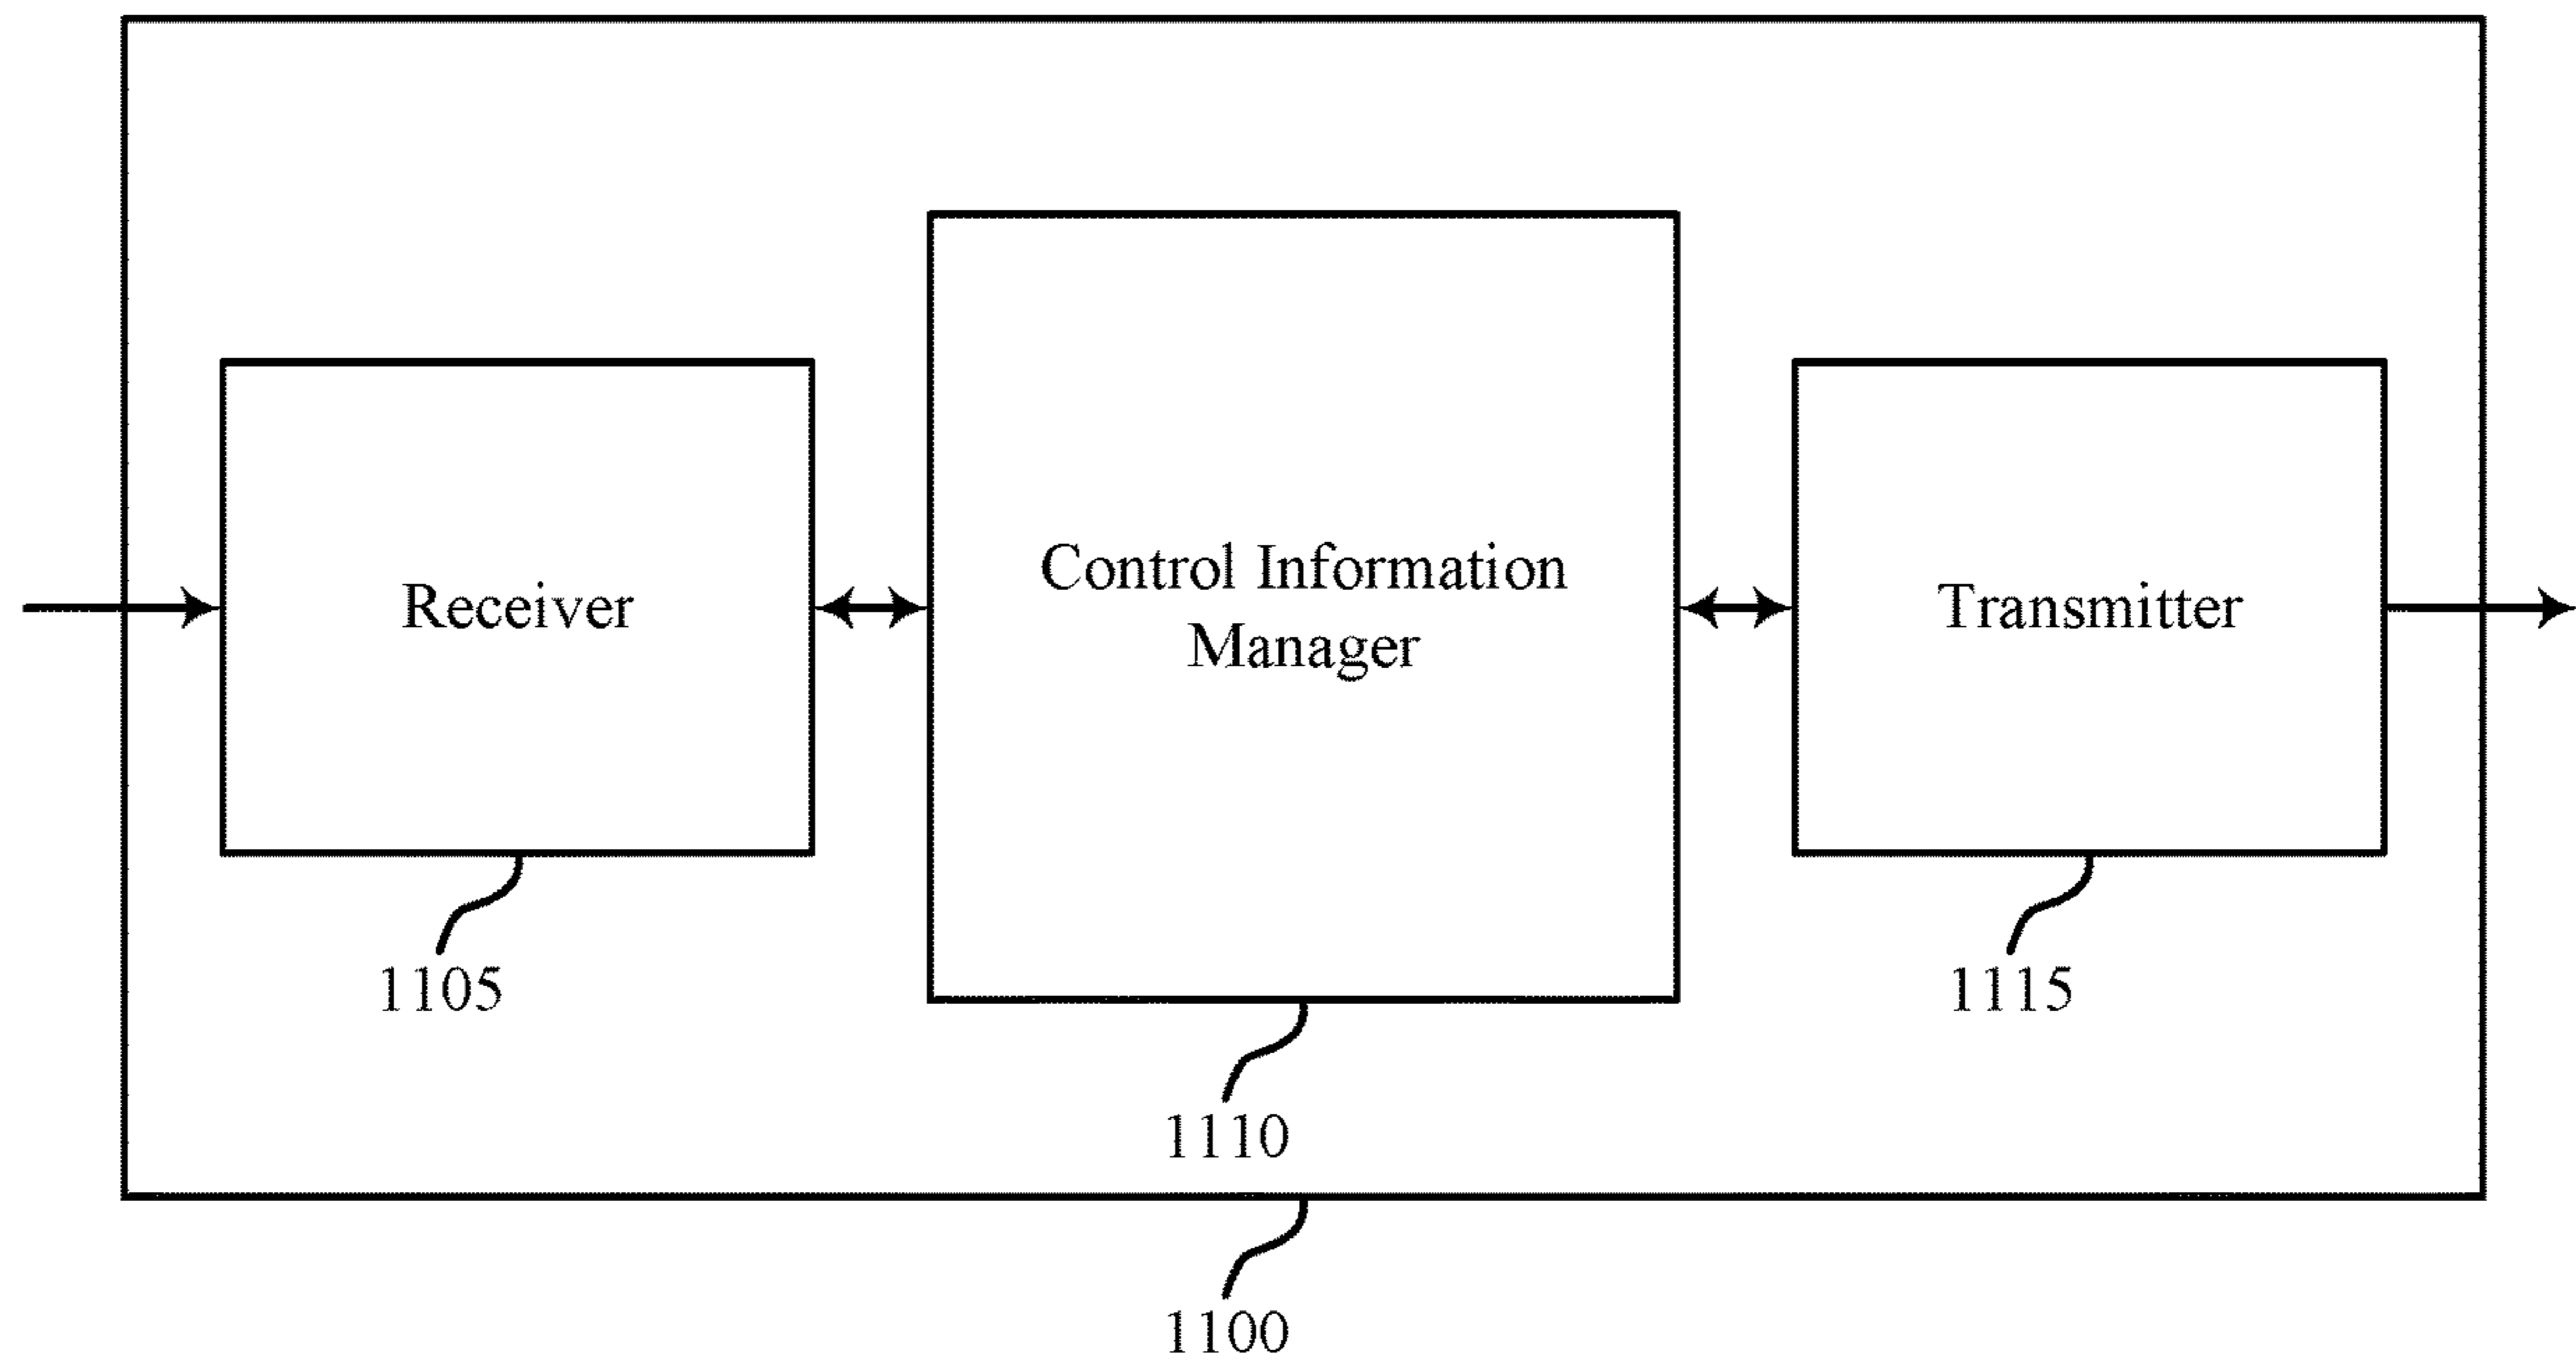 Receiver
Control Information
Manager
Transmitter
1105
1115
1110
1100